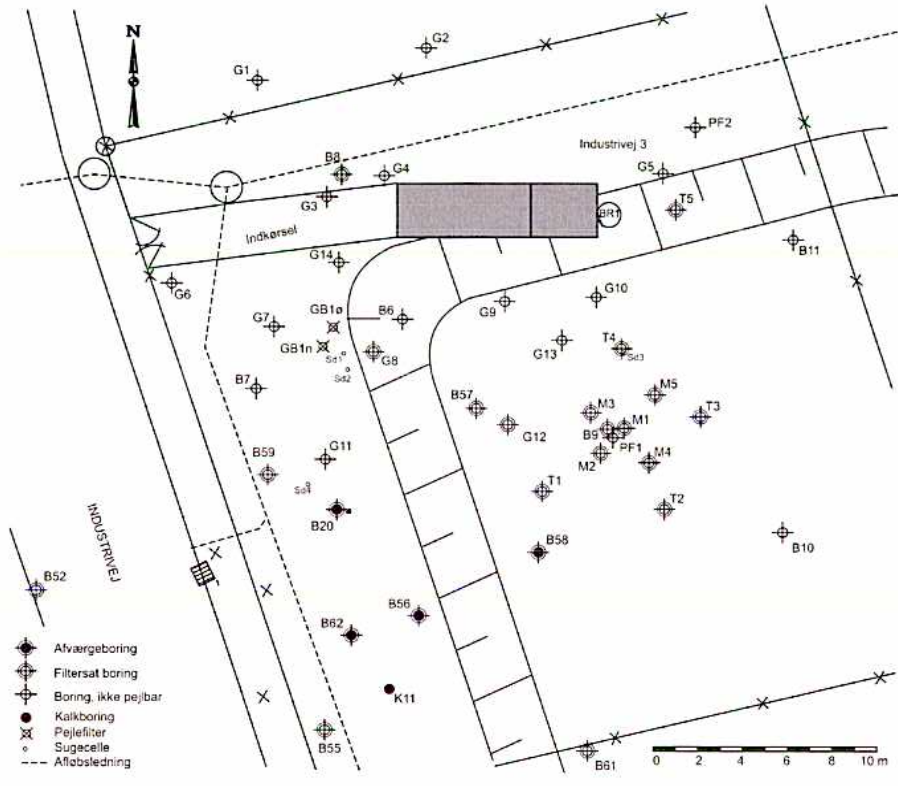 N
G2
G1
PF2
Industrivej 3
B8
G4
G5
G3
T5
BR1
Indkørsel
B11
G14
G6
G10
G9
GB1ø
B6
G7
T4
G13
GB1n
Sd1
G8
Sd3
Sd2
B7
M5
B57
M3
M1
T3
B9
G12
PF1
G11
B59
M2
M4
Sd4
T1
T2
B20
B58
B10
INDUSTRIVEJ
B52
B56
B62
K11
B55
B61
Afværgeboring
Filtersat boring
Boring, ikke pejlbar
Kalkboring
Pejlefilter
Sugecelle
Afløbsledning
0 2 4 6 8 10 m